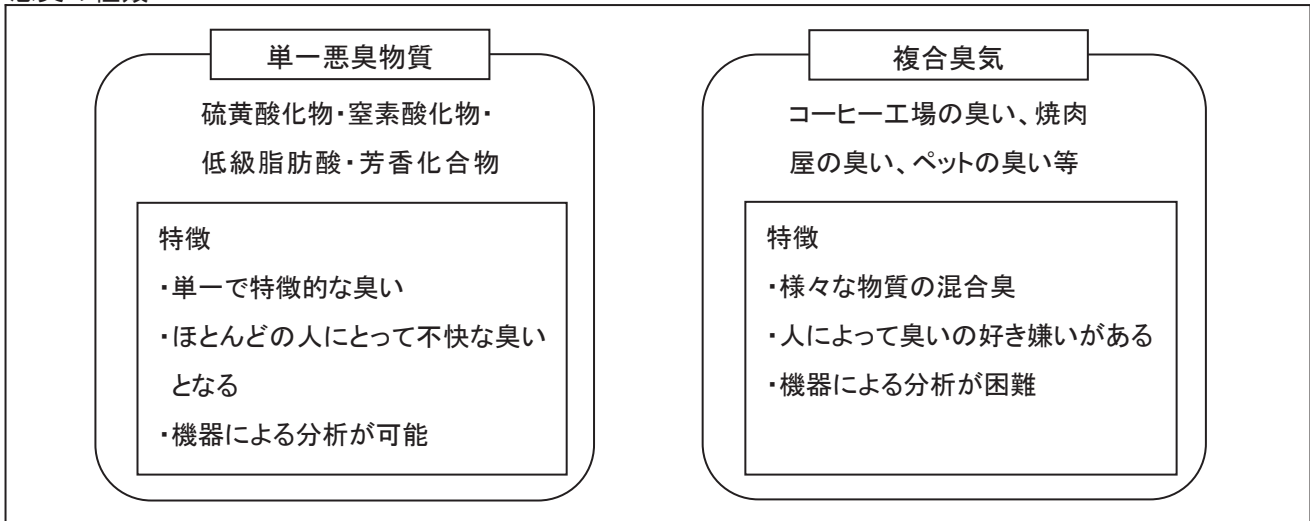 単一悪臭物質
硫黄酸化物・窒素酸化物・
低級脂肪酸・芳香化合物
特徴
・単一で特徴的な臭い
・ほとんどの人にとって不快な臭い
となる
・機器による分析が可能
複合臭気
コーヒー工場の臭い、焼肉
屋の臭い、ペットの臭い等
特徴
・様々な物質の混合臭
・人によって臭いの好き嫌いがある
・機器による分析が困難